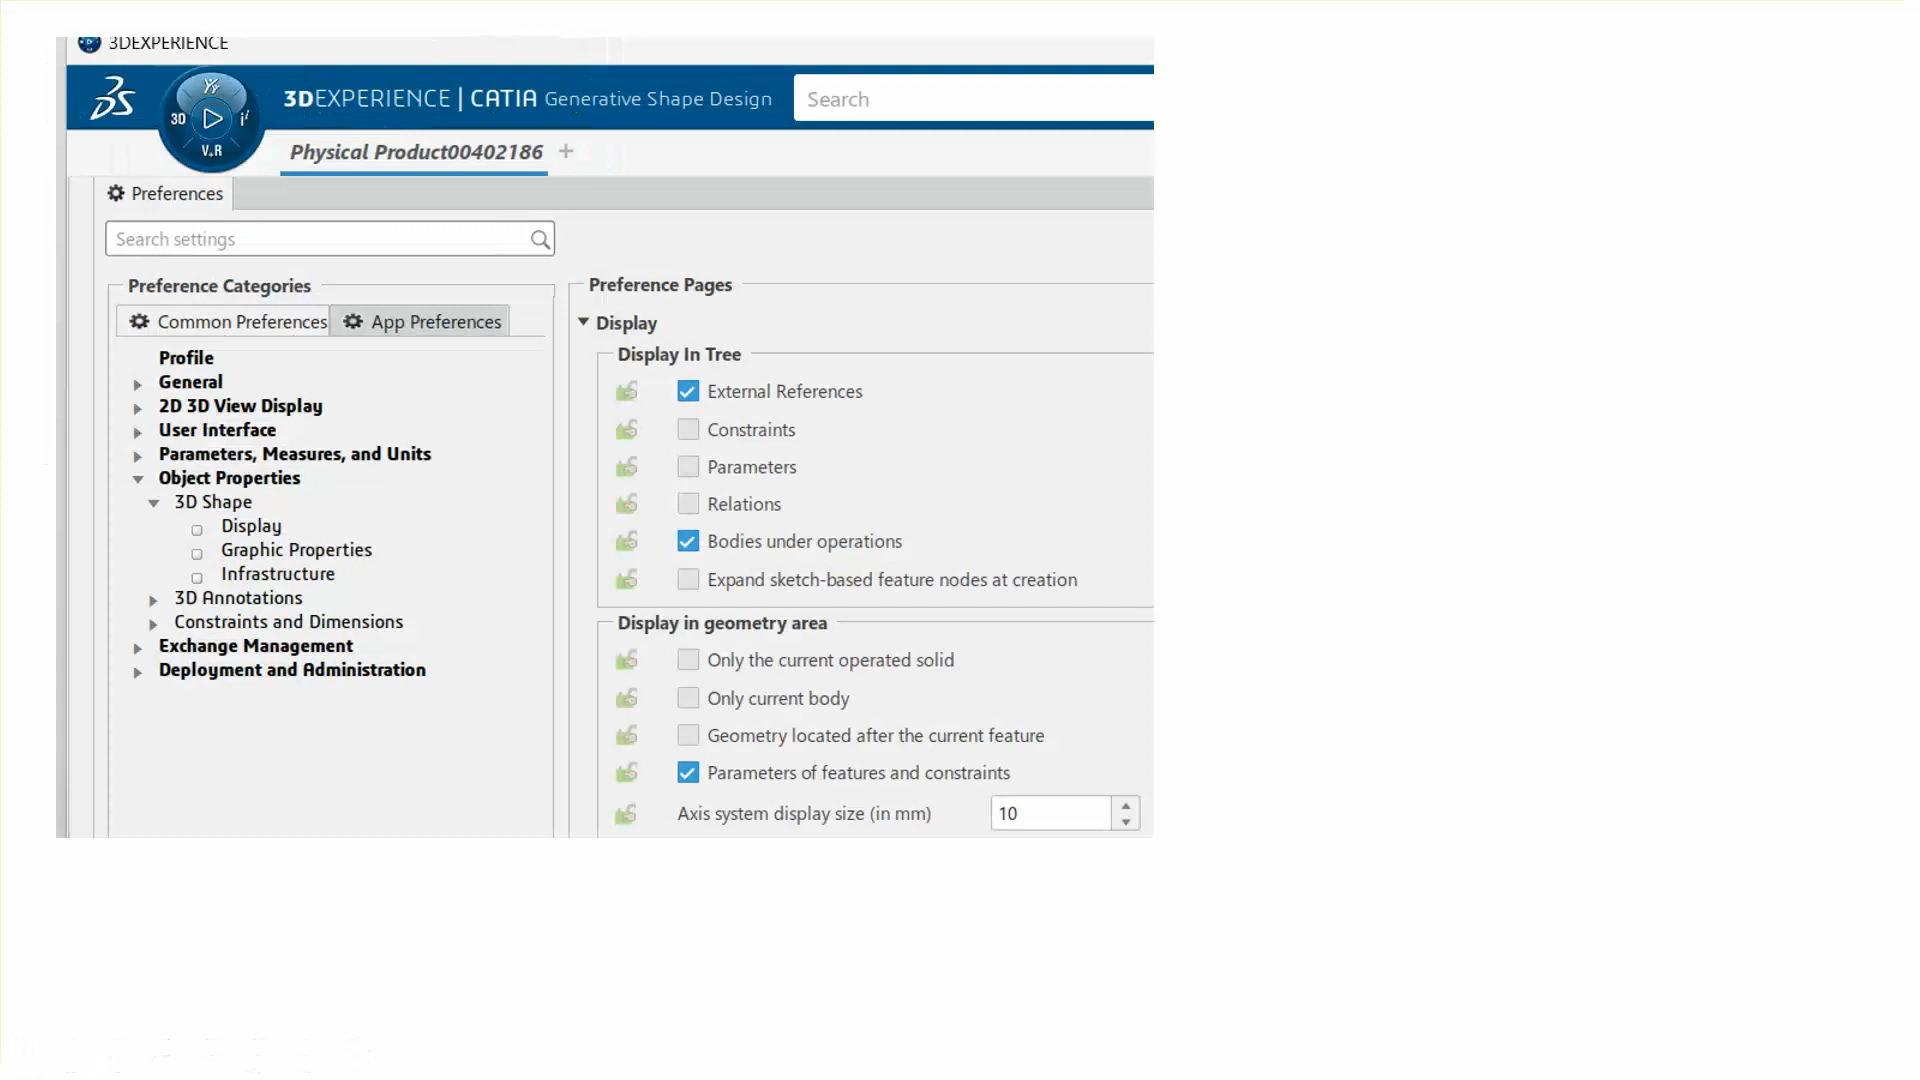 3DEXPERIENCE
3DS
3DEXPERIENCE | CATIA Generative Shape Design
Search
3D
V.R
Physical Product00402186 +
Preferences
Search settings
Preference Categories
Common Preferences
App Preferences
Profile
General
2D 3D View Display
User Interface
Parameters, Measures, and Units
Object Properties
3D Shape
Display
Graphic Properties
Infrastructure
3D Annotations
Constraints and Dimensions
Exchange Management
Deployment and Administration
Preference Pages
Display
Display In Tree
External References
Constraints
Parameters
Relations
Bodies under operations
Expand sketch-based feature nodes at creation
Display in geometry area
Only the current operated solid
Only current body
Geometry located after the current feature
Parameters of features and constraints
Axis system display size (in mm) 10